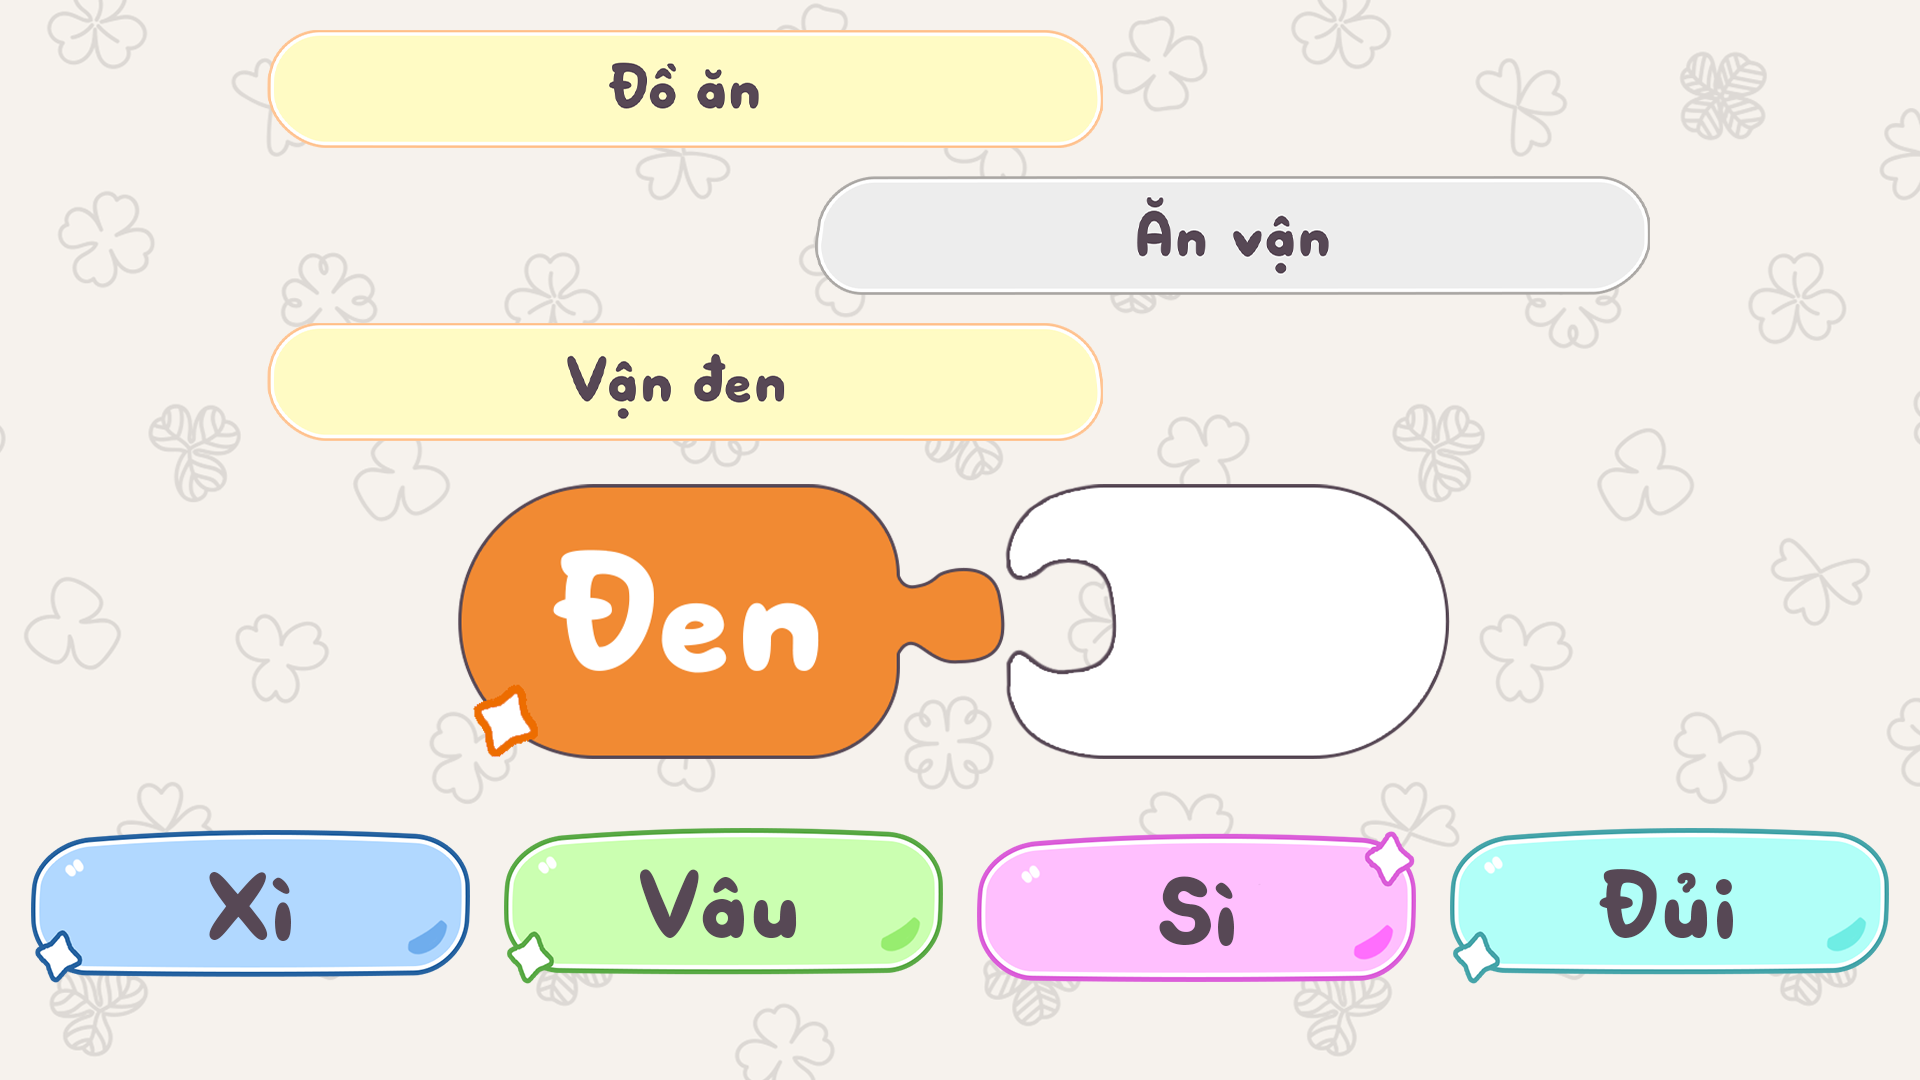 Đồ ăn
Ăn vận
Vận đen
Đen
Xì
Vâu
Sì
Đủi